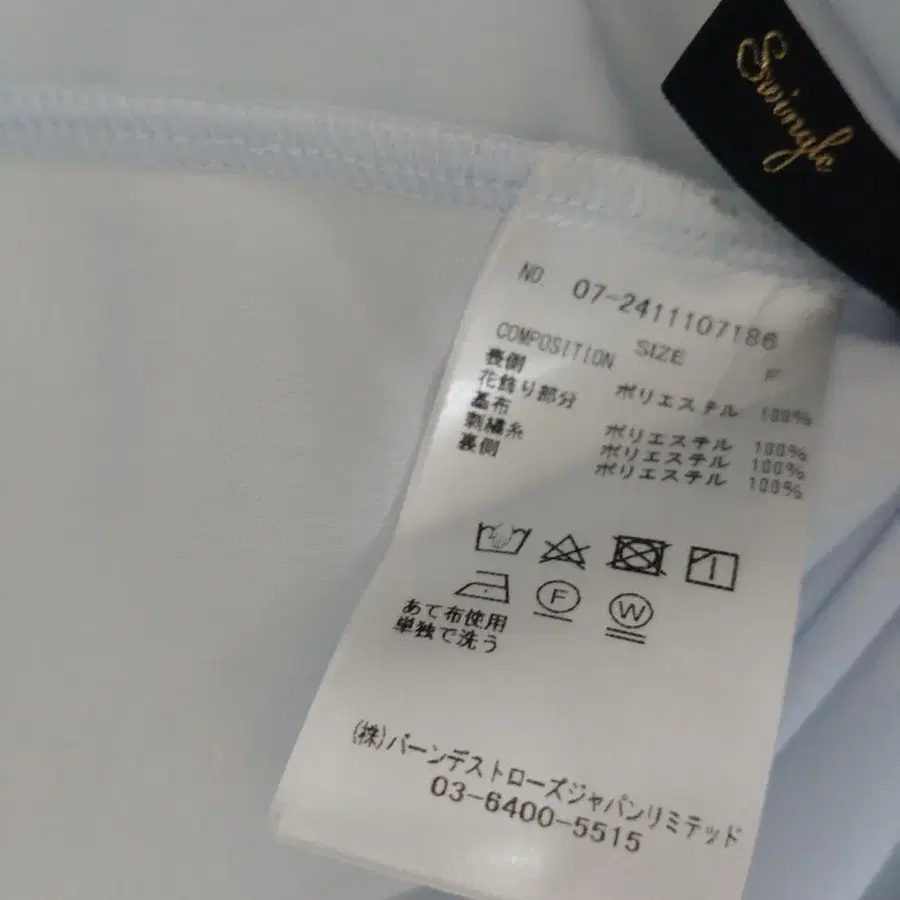 Swingle
NO. 07-2411107186
COMPOSITION SIZE F
表側 ポリエステル 100%
花飾り部分
基布 ポリエステル 100%
刺繍糸 ポリエステル 100%
裏側 ポリエステル 100%
F
W
あて布使用
単独で洗う
(株)バーンデストローズジャパンリミテッド
03-6400-5515